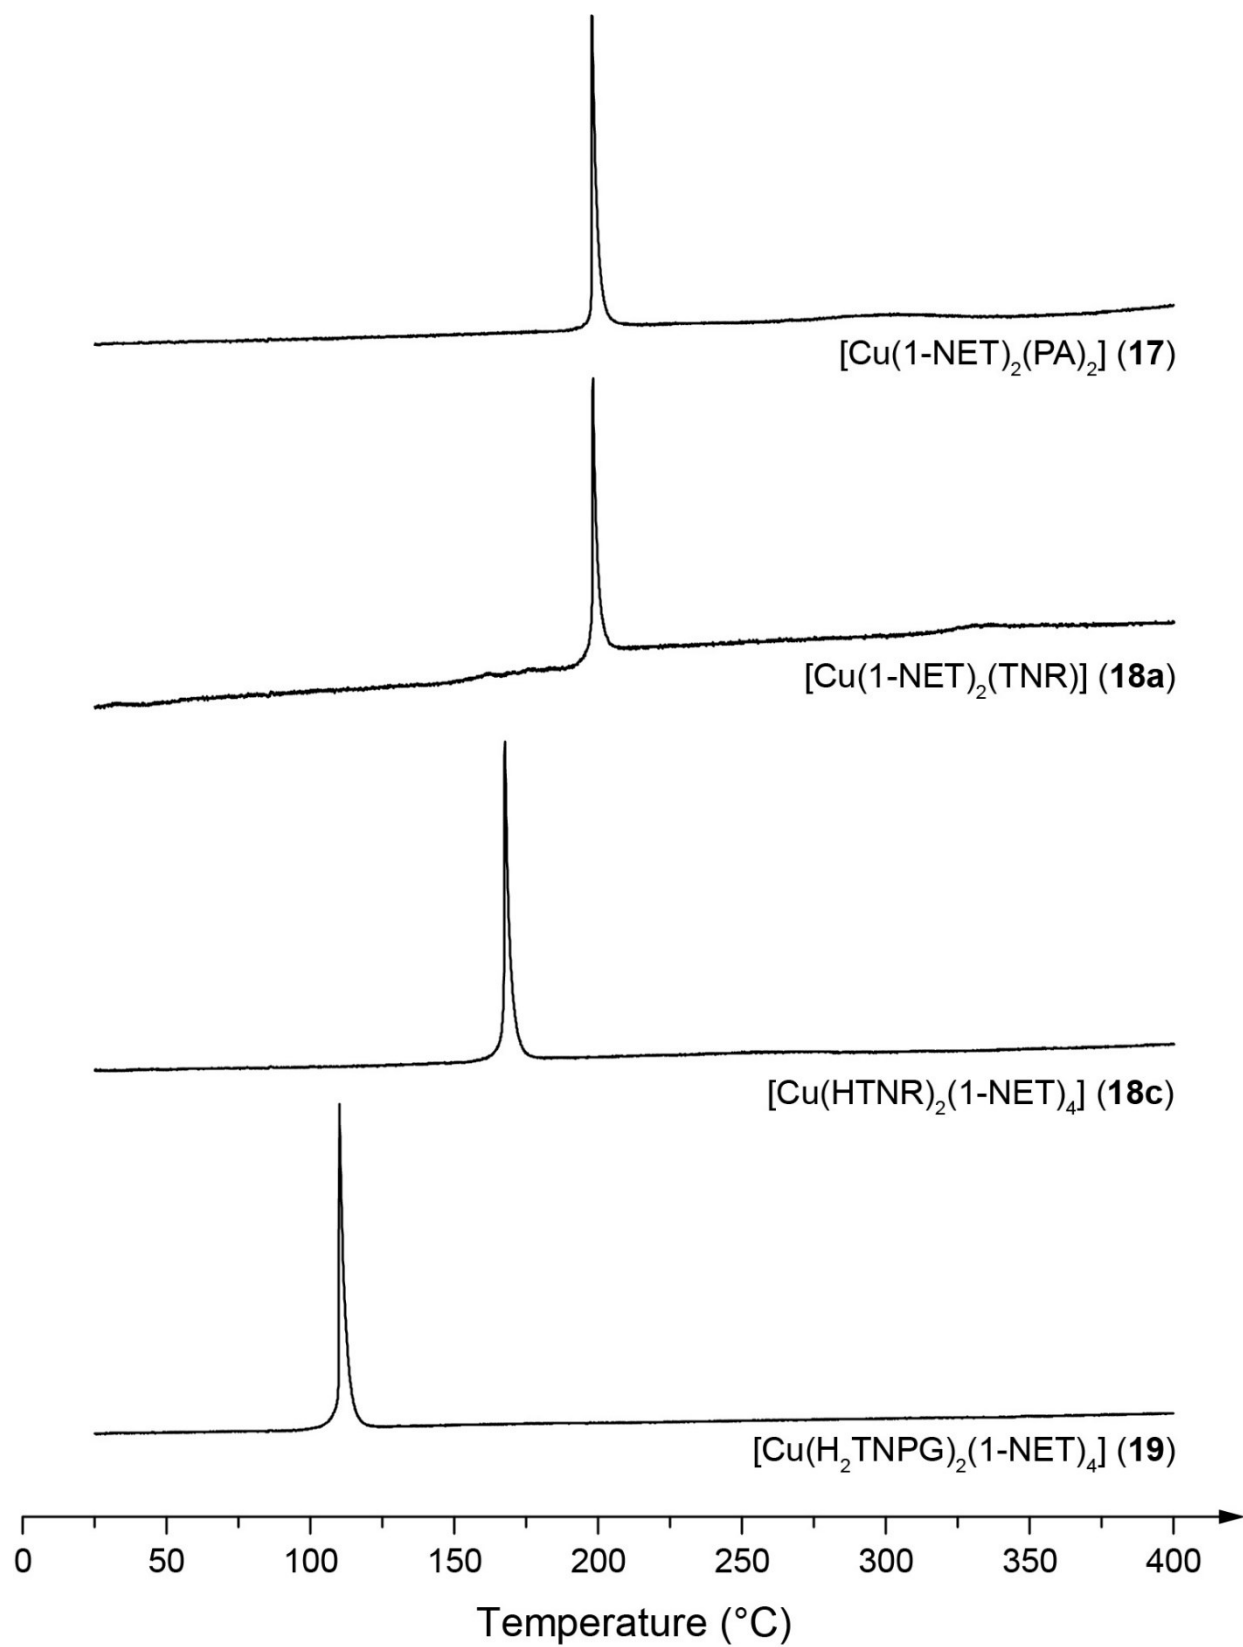 [Cu(1-NET)₂(PA)₂] (17)
[Cu(1-NET)₂(TNR)] (18a)
[Cu(HTNR)₂(1-NET)₄] (18c)
[Cu(H₂TNPG)₂(1-NET)₄] (19)
0 50 100 150 200 250 300 350 400
Temperature (°C)